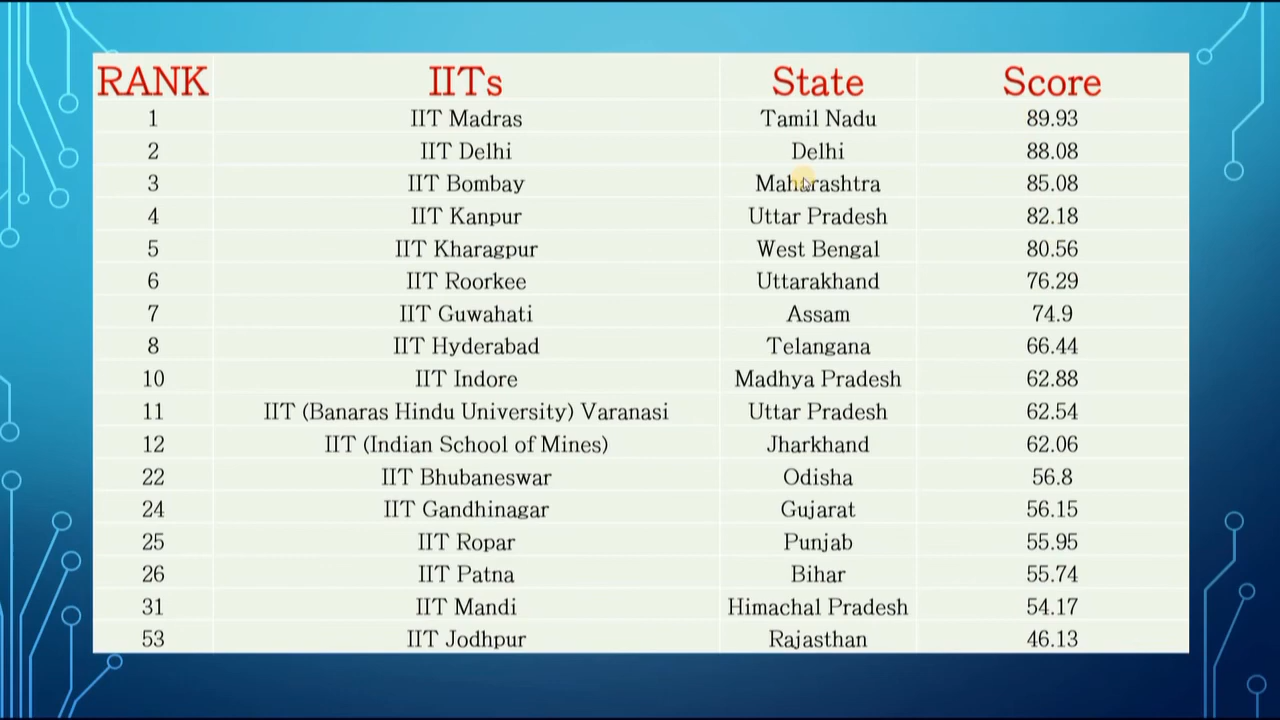 RANK IITs State Score
1 IIT Madras Tamil Nadu 89.93
2 IIT Delhi Delhi 88.08
3 IIT Bombay Maharashtra 85.08
4 IIT Kanpur Uttar Pradesh 82.18
5 IIT Kharagpur West Bengal 80.56
6 IIT Roorkee Uttarakhand 76.29
7 IIT Guwahati Assam 74.9
8 IIT Hyderabad Telangana 66.44
10 IIT Indore Madhya Pradesh 62.88
11 IIT (Banaras Hindu University) Varanasi Uttar Pradesh 62.54
12 IIT (Indian School of Mines) Jharkhand 62.06
22 IIT Bhubaneswar Odisha 56.8
24 IIT Gandhinagar Gujarat 56.15
25 IIT Ropar Punjab 55.95
26 IIT Patna Bihar 55.74
31 IIT Mandi Himachal Pradesh 54.17
53 IIT Jodhpur Rajasthan 46.13